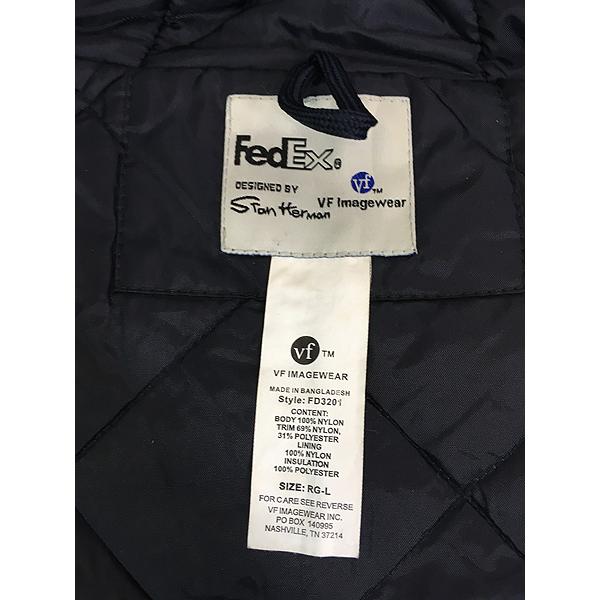 FedEx®
DESIGNED BY
Stan Herman
vf™
VF Imagewear
vf TM
VF IMAGEWEAR
MADE IN BANGLADESH
Style: FD3201
CONTENT:
BODY 100% NYLON
TRIM 69% NYLON,
31% POLYESTER
LINING
100% NYLON
INSULATION
100% POLYESTER
SIZE: RG-L
FOR CARE SEE REVERSE
VF IMAGEWEAR INC.
PO BOX 140995
NASHVILLE, TN 37214